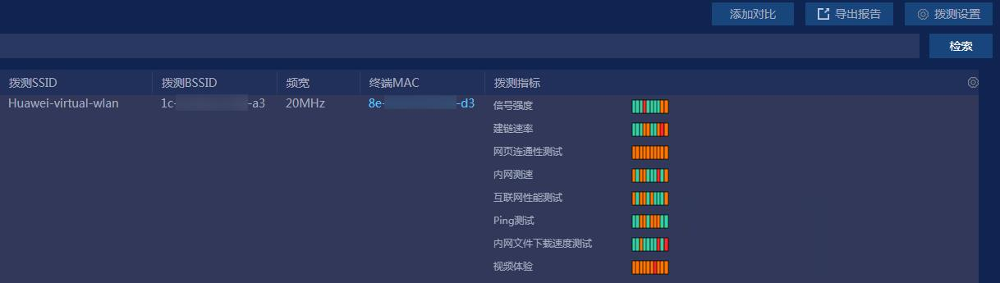 添加对比 导出报告 拨测设置
检索
拨测SSID 拨测BSSID 频宽 终端MAC 拨测指标
Huawei-virtual-wlan 1c- -a3 20MHz 8e- -d3
信号强度
建链速率
网页连通性测试
内网测速
互联网性能测试
Ping测试
内网文件下载速度测试
视频体验